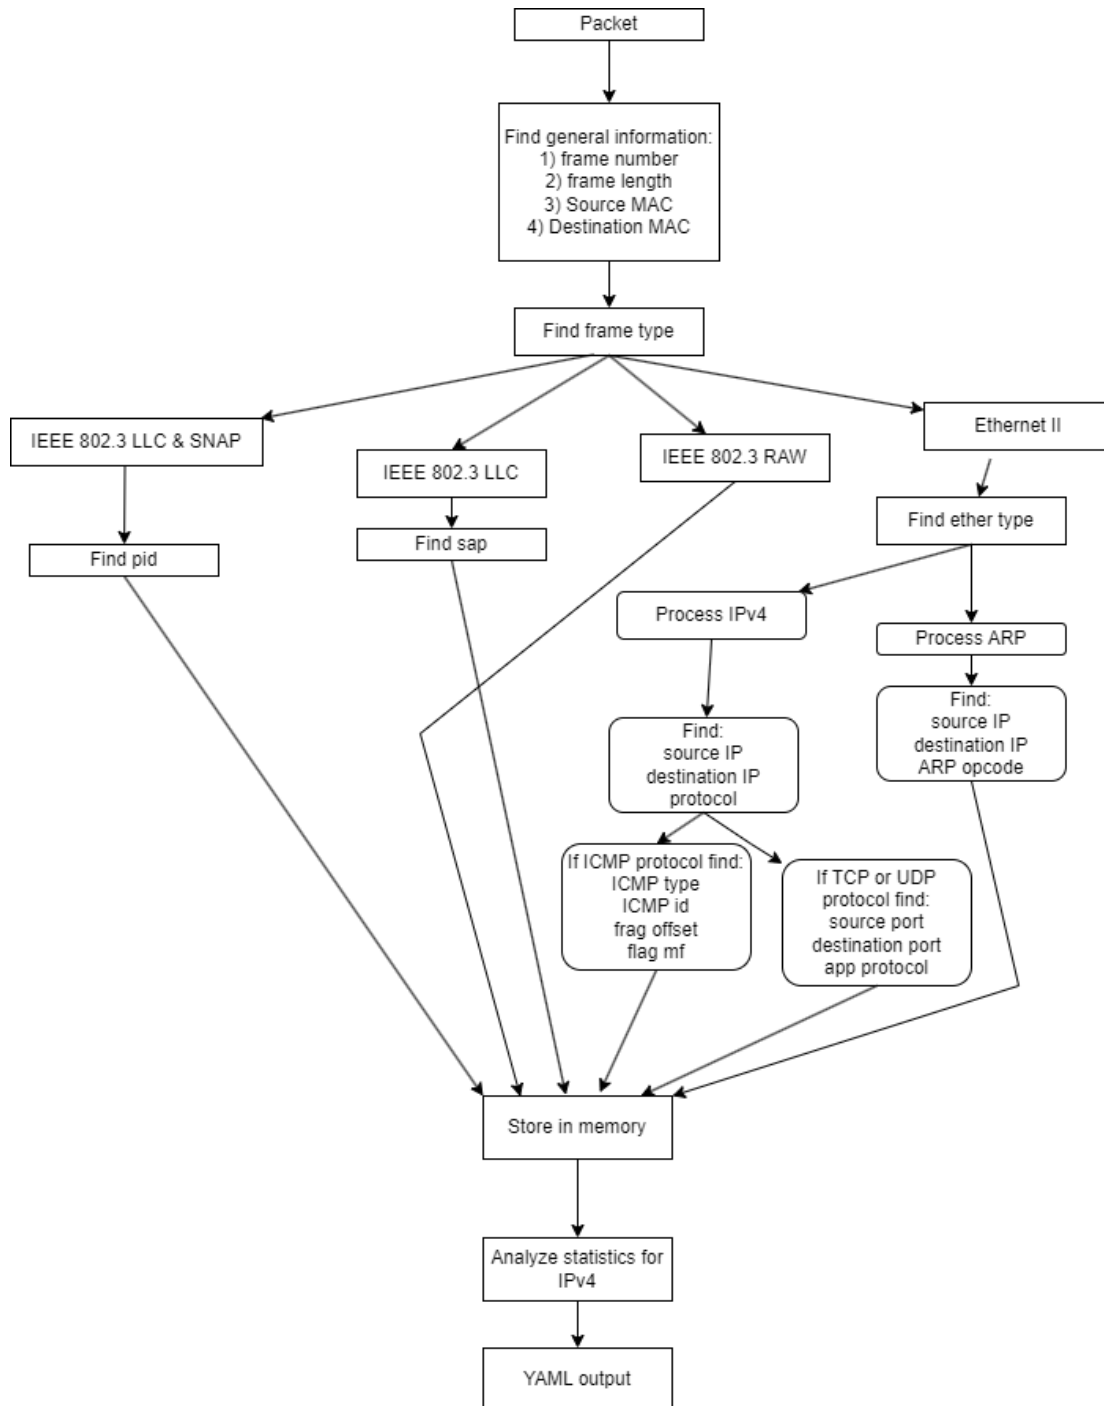 Packet
Find general information:
1) frame number
2) frame length
3) Source MAC
4) Destination MAC
Find frame type
IEEE 802.3 LLC & SNAP
IEEE 802.3 LLC
IEEE 802.3 RAW
Ethernet II
Find pid
Find sap
Find ether type
Process IPv4
Process ARP
Find:
source IP
destination IP
protocol
Find:
source IP
destination IP
ARP opcode
If ICMP protocol find:
ICMP type
ICMP id
frag offset
flag mf
If TCP or UDP
protocol find:
source port
destination port
app protocol
Store in memory
Analyze statistics for
IPv4
YAML output